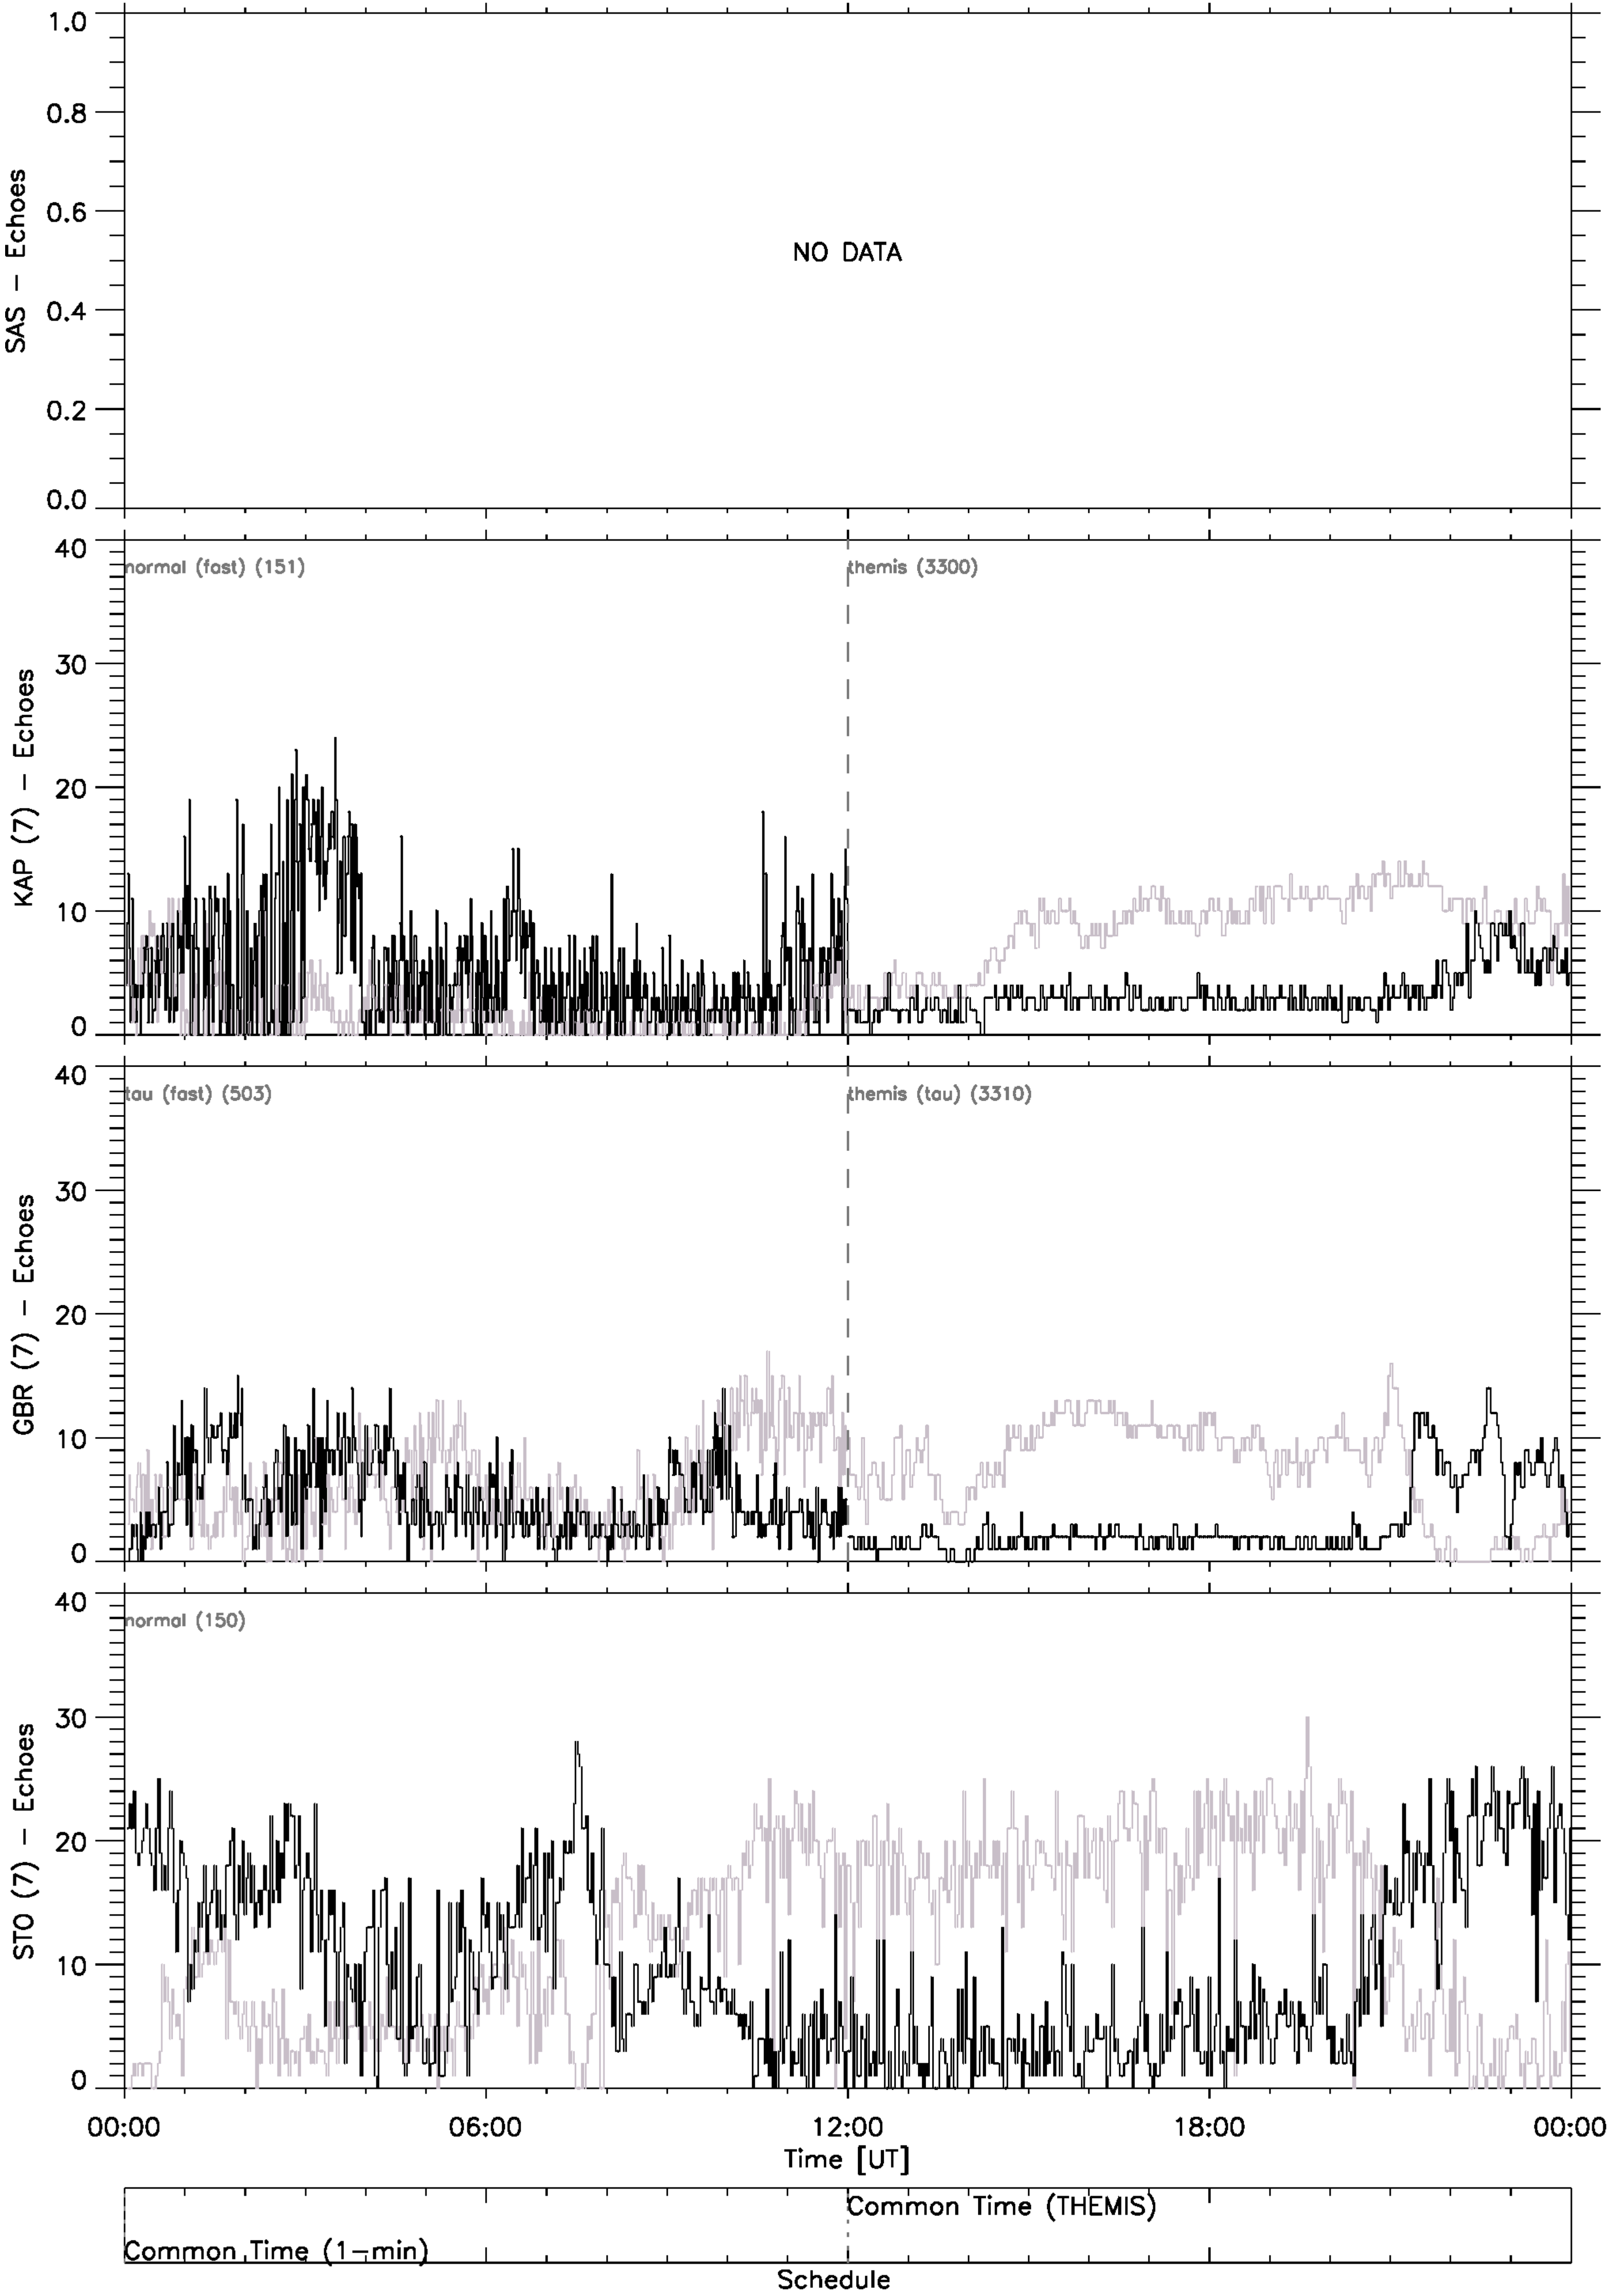 1.0
0.8
0.6
0.4
0.2
0.0
SAS – Echoes
NO DATA
40
30
20
10
0
KAP (7) – Echoes
normal (fast) (151)
themis (3300)
40
30
20
10
0
GBR (7) – Echoes
tau (fast) (503)
themis (tau) (3310)
40
30
20
10
0
STO (7) – Echoes
normal (150)
00:00
06:00
12:00
18:00
00:00
Time [UT]
Common Time (THEMIS)
Common Time (1–min)
Schedule